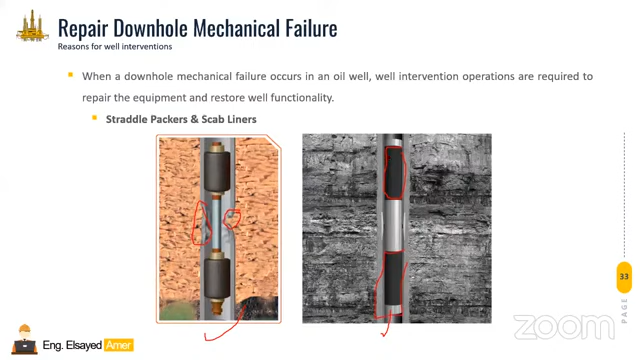 Repair Downhole Mechanical Failure
Reasons for well interventions
When a downhole mechanical failure occurs in an oil well, well intervention operations are required to
repair the equipment and restore well functionality.
Straddle Packers & Scab Liners
33
PAGE
Eng. Elsayed Amer
zoom